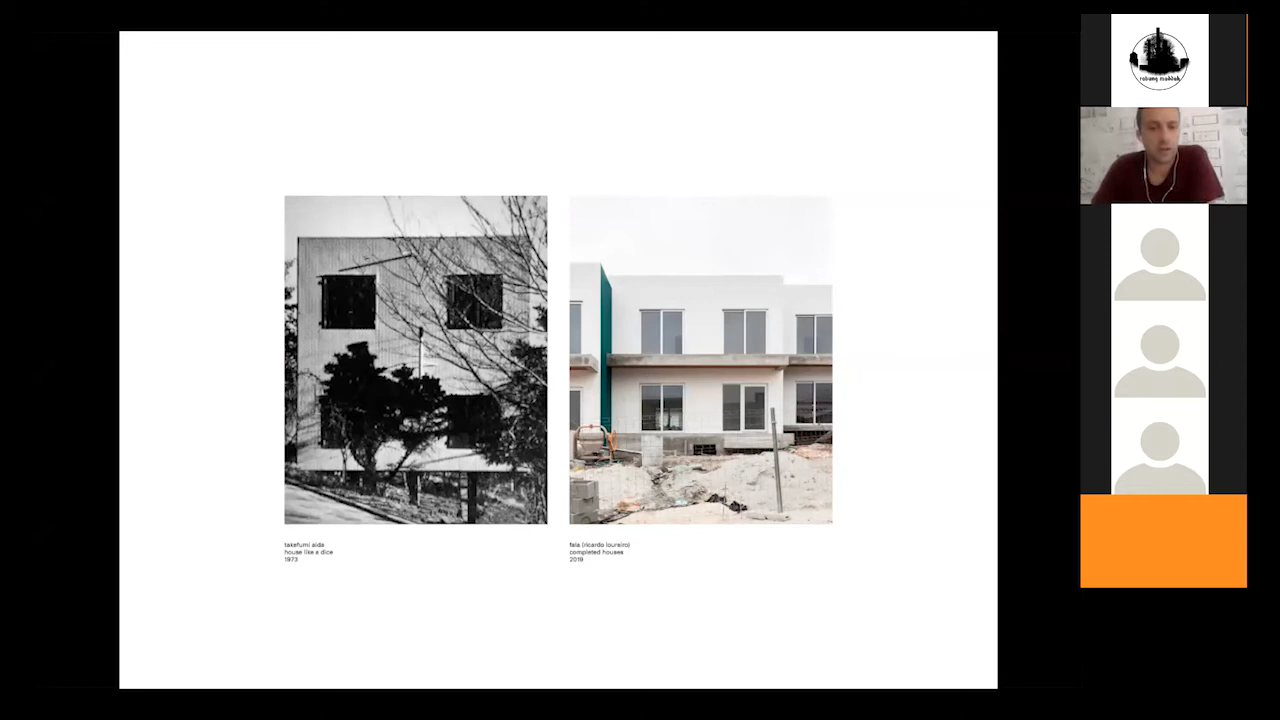 takefumi aida
house like a dice
1973
fala (ricardo loureiro)
completed houses
2019